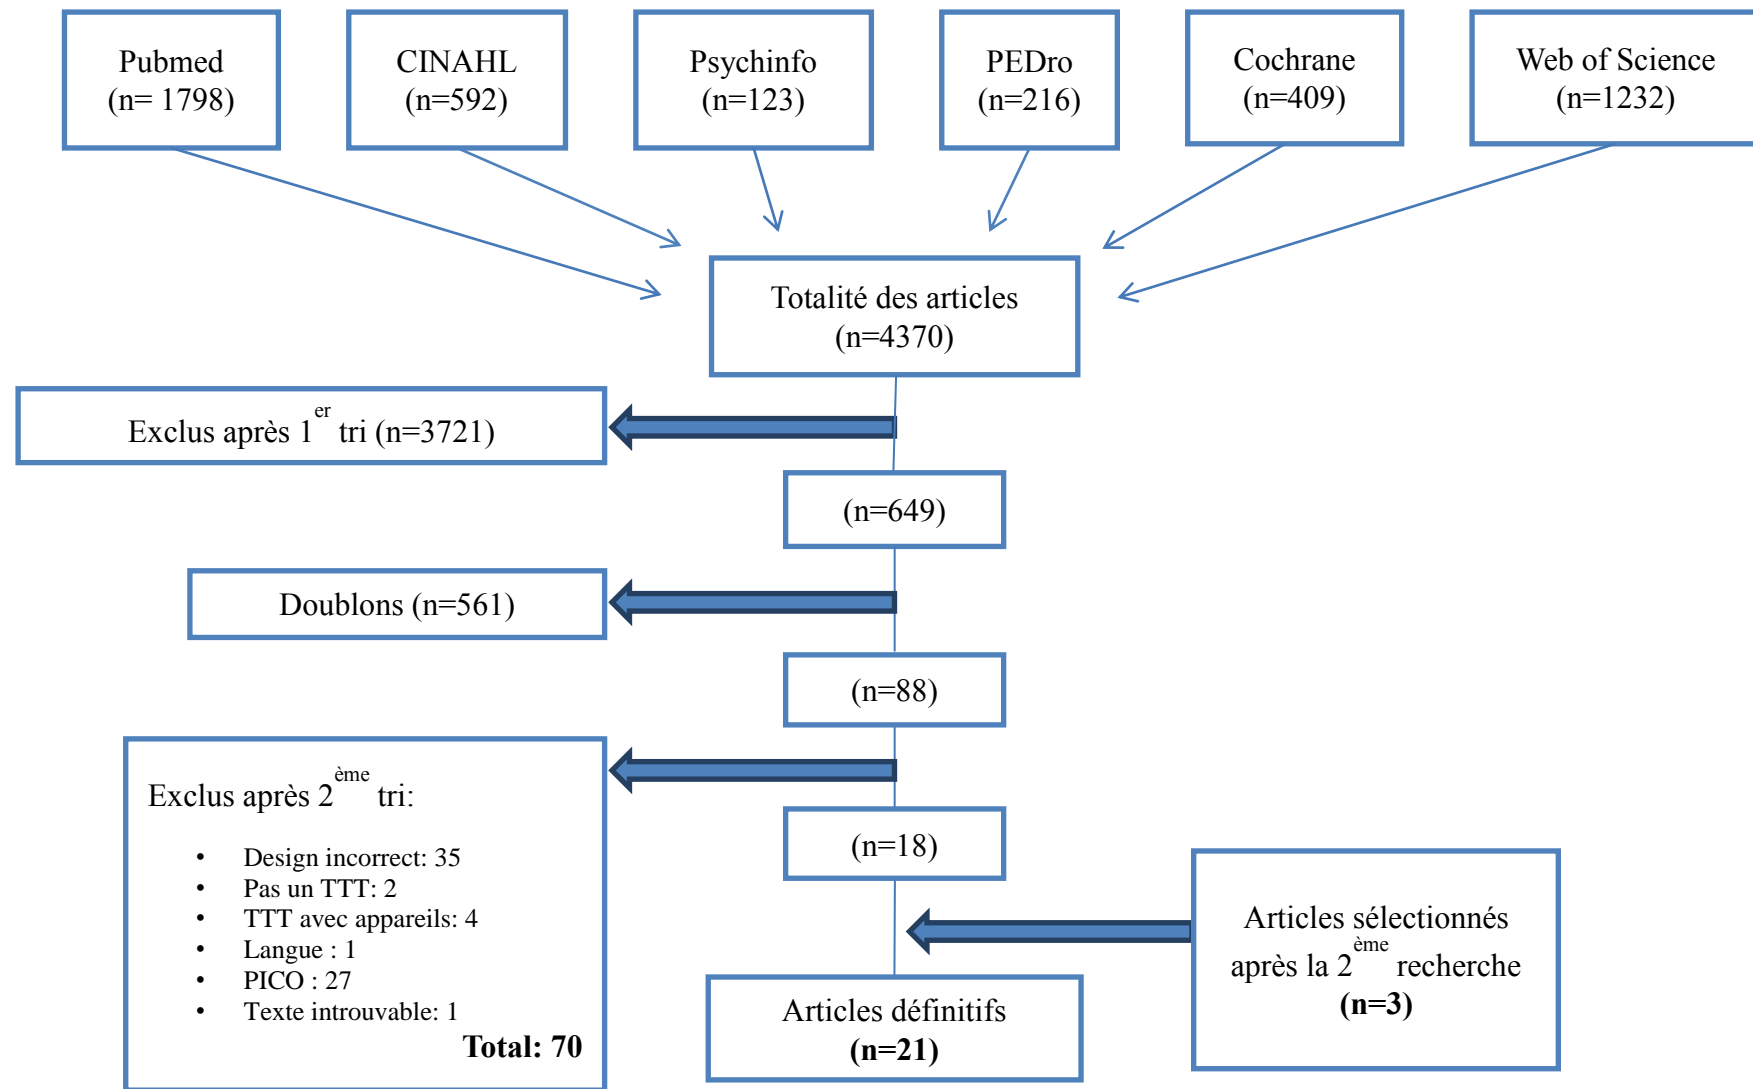 Pubmed
(n= 1798)
CINAHL
(n=592)
Psychinfo
(n=123)
PEDro
(n=216)
Cochrane
(n=409)
Web of Science
(n=1232)
Totalité des articles
(n=4370)
Exclus après 1er tri (n=3721)
(n=649)
Doublons (n=561)
(n=88)
Exclus après 2ème tri:
• Design incorrect: 35
• Pas un TTT: 2
• TTT avec appareils: 4
• Langue : 1
• PICO : 27
• Texte introuvable: 1
Total: 70
(n=18)
Articles sélectionnés
après la 2ème recherche
(n=3)
Articles définitifs
(n=21)